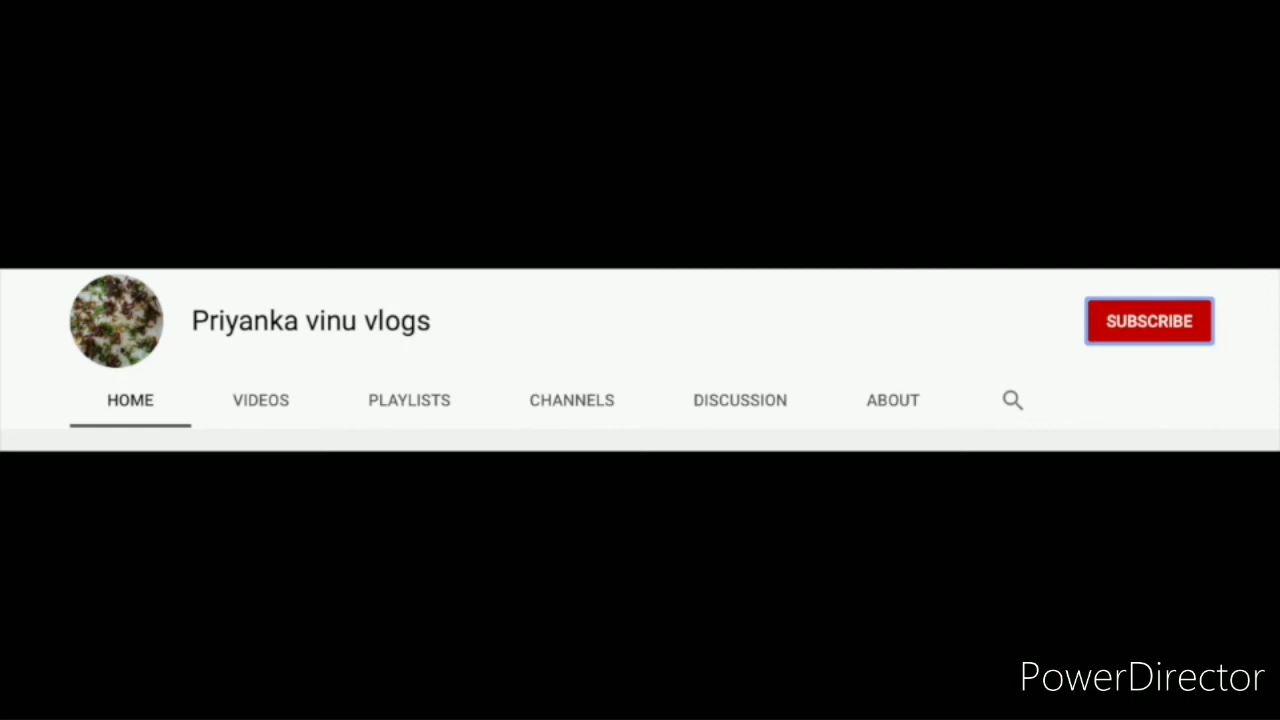 Priyanka vinu vlogs
SUBSCRIBE
HOME VIDEOS PLAYLISTS CHANNELS DISCUSSION ABOUT
PowerDirector